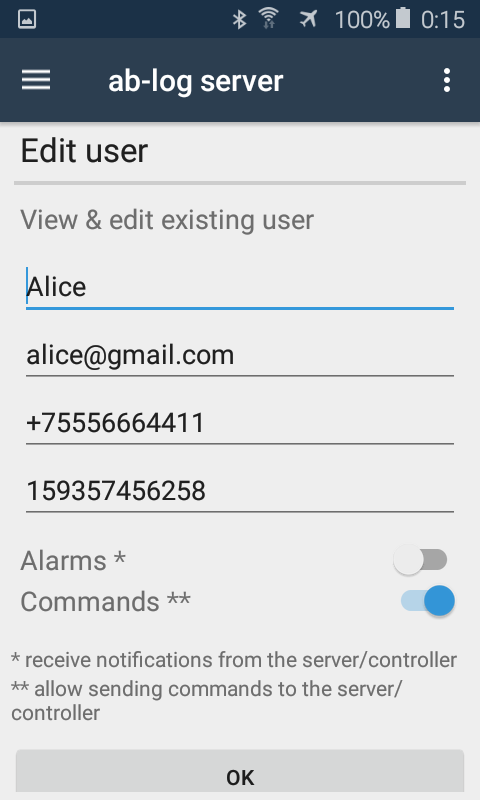 100% 0:15
ab-log server
Edit user
View & edit existing user
Alice
alice@gmail.com
+75556664411
159357456258
Alarms *
Commands **
* receive notifications from the server/controller
** allow sending commands to the server/
controller
OK